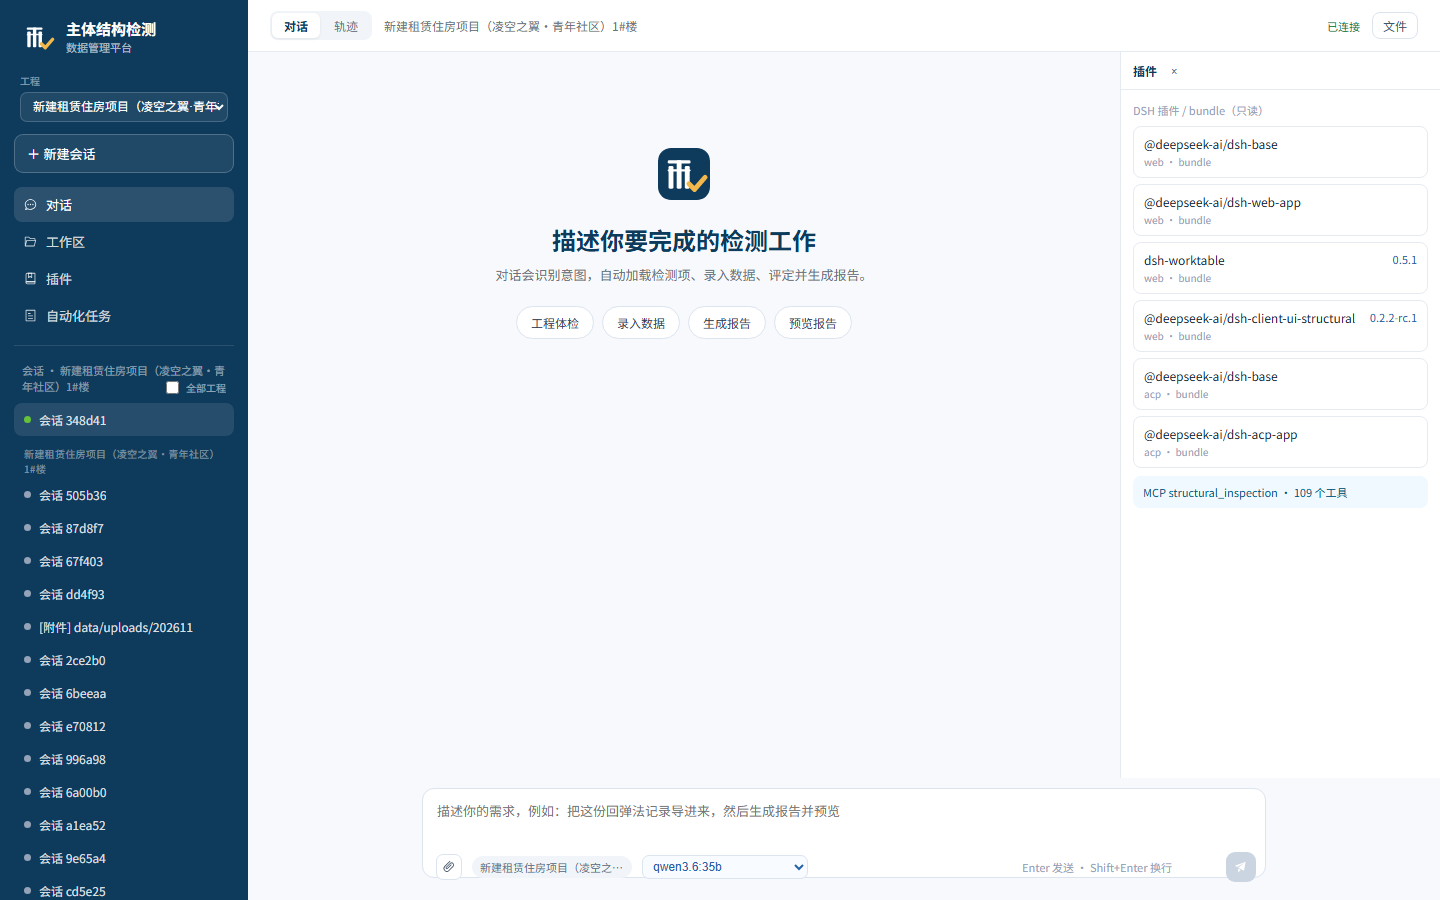 主体结构检测
数据管理平台
工程
新建租赁住房项目（凌空之翼·青年
+ 新建会话
对话
工作区
插件
自动化任务
会话 · 新建租赁住房项目（凌空之翼·青
年社区）1#楼
全部工程
会话 348d41
新建租赁住房项目（凌空之翼·青年社区）
1#楼
会话 505b36
会话 87d8f7
会话 67f403
会话 dd4f93
[附件] data/uploads/202611
会话 2ce2b0
会话 6beeaa
会话 e70812
会话 996a98
会话 6a00b0
会话 a1ea52
会话 9e65a4
会话 cd5e25
对话
轨迹
新建租赁住房项目（凌空之翼·青年社区）1#楼
已连接
文件
描述你要完成的检测工作
对话会识别意图，自动加载检测项、录入数据、评定并生成报告。
工程体检
录入数据
生成报告
预览报告
插件 ×
DSH 插件 / bundle（只读）
@deepseek-ai/dsh-base
web · bundle
@deepseek-ai/dsh-web-app
web · bundle
dsh-worktable 0.5.1
web · bundle
@deepseek-ai/dsh-client-ui-structural 0.2.2-rc.1
web · bundle
@deepseek-ai/dsh-base
acp · bundle
@deepseek-ai/dsh-acp-app
acp · bundle
MCP structural_inspection · 109 个工具
描述你的需求，例如：把这份回弹法记录导进来，然后生成报告并预览
新建租赁住房项目（凌空之…
qwen3.6:35b
Enter 发送 · Shift+Enter 换行